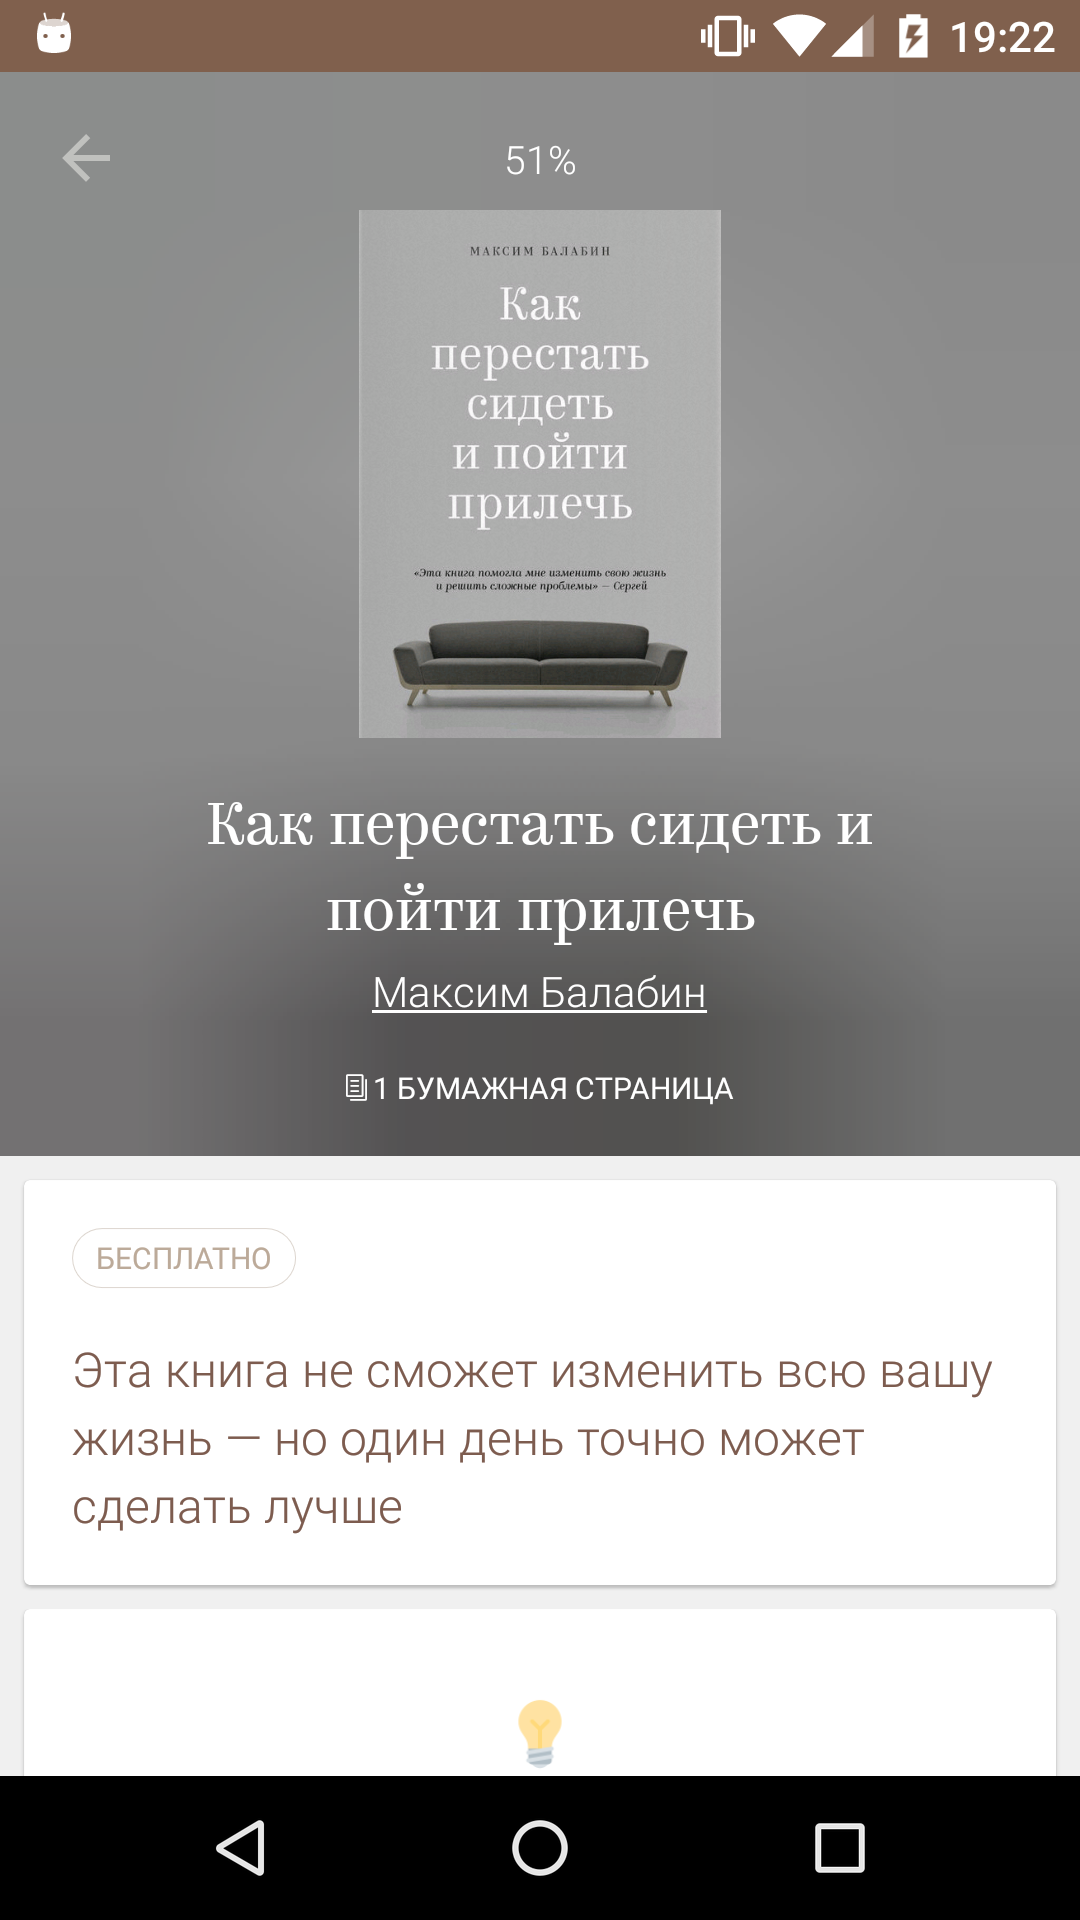 19:22
51%
МАКСИМ БАЛАБИН
Как
перестать
сидеть
и пойти
прилечь
«Эта книга помогла мне изменить свою жизнь
и решить сложные проблемы» — Сергей
Как перестать сидеть и
пойти прилечь
Максим Балабин
1 БУМАЖНАЯ СТРАНИЦА
БЕСПЛАТНО
Эта книга не сможет изменить всю вашу
жизнь — но один день точно может
сделать лучше